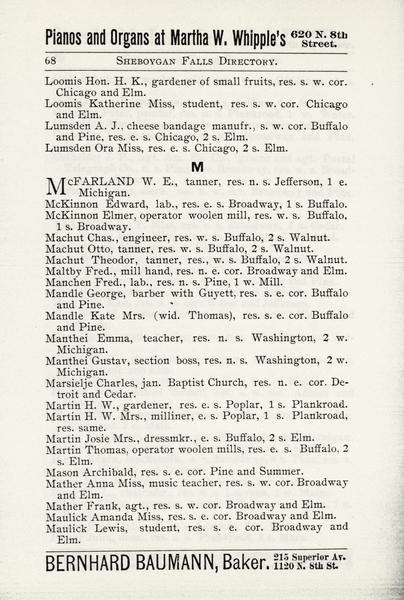 Pianos and Organs at Martha W. Whipple's 620 N. 8th Street.
68 SHEBOYGAN FALLS DIRECTORY.
Loomis Hon. H. K., gardener of small fruits, res. s. w. cor.
Chicago and Elm.
Loomis Katherine Miss, student, res. s. w. cor. Chicago
and Elm.
Lumsden A. J., cheese bandage manufr., s. w. cor. Buffalo
and Pine, res. e. s. Chicago, 2 s. Elm.
Lumsden Ora Miss, res. e. s. Chicago, 2 s. Elm.
M
McFARLAND W. E., tanner, res. n. s. Jefferson, 1 e.
Michigan.
McKinnon Edward, lab., res. e. s. Broadway, 1 s. Buffalo.
McKinnon Elmer, operator woolen mill, res. w. s. Buffalo,
1 s. Broadway.
Machut Chas., engineer, res. w. s. Buffalo, 2 s. Walnut.
Machut Otto, tanner, res. w. s. Buffalo, 2 s. Walnut.
Machut Theodor, tanner, res., w. s. Buffalo, 2 s. Walnut.
Maltby Fred., mill hand, res. n. e. cor. Broadway and Elm.
Manchen Fred., lab., res. n. s. Pine, 1 w. Mill.
Mandle George, barber with Guyett, res. s. e. cor. Buffalo
and Pine.
Mandle Kate Mrs. (wid. Thomas), res. s. e. cor. Buffalo
and Pine.
Manthei Emma, teacher, res. n. s. Washington, 2 w.
Michigan.
Manthei Gustav, section boss, res. n. s. Washington, 2 w.
Michigan.
Marsielje Charles, jan. Baptist Church, res. n. e. cor. De-
troit and Cedar.
Martin H. W., gardener, res. e. s. Poplar, 1 s. Plankroad.
Martin H. W. Mrs., milliner, e. s. Poplar, 1 s. Plankroad,
res. same.
Martin Josie Mrs., dressmkr., e. s. Buffalo, 2 s. Elm.
Martin Thomas, operator woolen mills, res. e. s. Buffalo, 2
s. Elm.
Mason Archibald, res. s. e. cor. Pine and Summer.
Mather Anna Miss, music teacher, res. s. w. cor. Broadway
and Elm.
Mather Frank, agt., res. s. w. cor. Broadway and Elm.
Maulick Amanda Miss, res. s. e. cor. Broadway and Elm.
Maulick Lewis, student, res. s. e. cor. Broadway and
Elm.
BERNHARD BAUMANN, Baker. 215 Superior Av. 1120 N. 8th St.